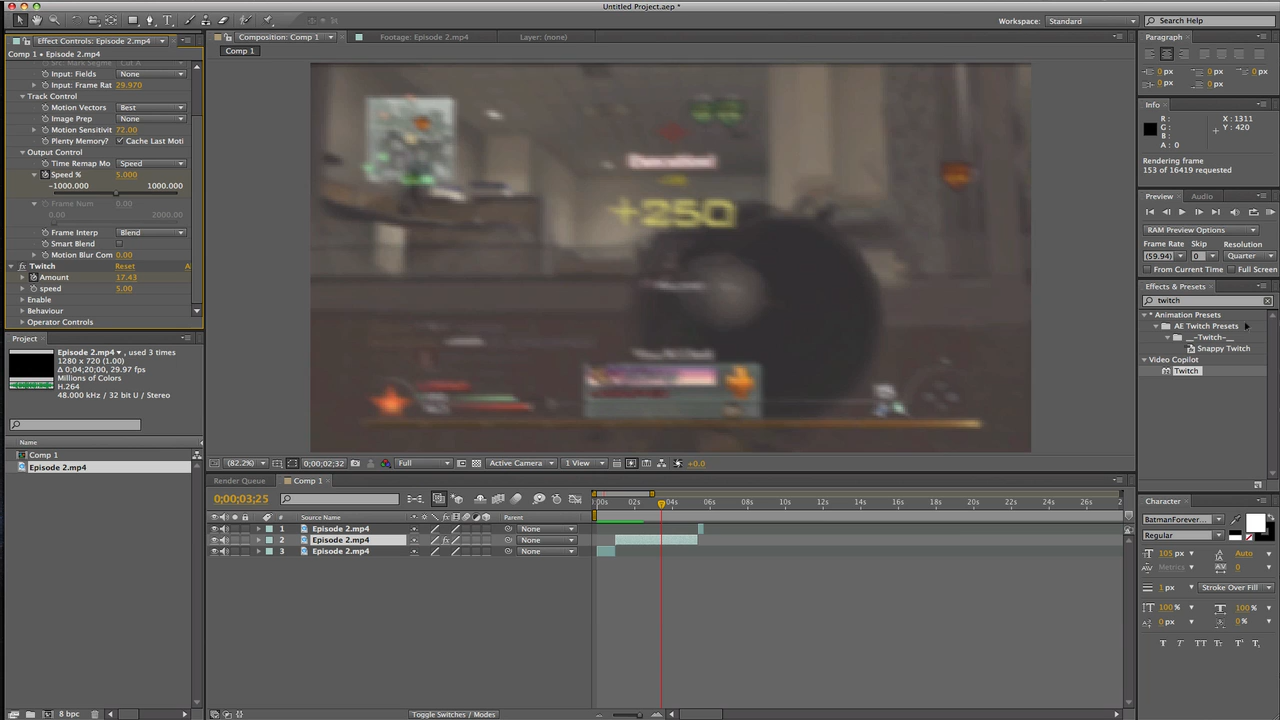 Untitled Project.aep *
Workspace: Standard
Search Help
Effect Controls: Episode 2.mp4
Composition: Comp 1
Footage: Episode 2.mp4
Layer: (none)
Comp 1 • Episode 2.mp4
Comp 1
Input: Fields None
Input: Frame Rat 29.970
Track Control
Motion Vectors Best
Image Prep None
Motion Sensitivit 72.00
Plenty Memory? Cache Last Moti
Output Control
Time Remap Mo Speed
Speed % 5.000
-1000.000 1000.000
Frame Num 0.00
0.00 2000.00
Frame Interp Blend
Smart Blend
Motion Blur Com 0.00
Twitch Reset A
Amount 17.43
speed 5.00
Enable
Behaviour
Operator Controls
Project
Episode 2.mp4 , used 3 times
1280 x 720 (1.00)
Δ 0;04;20;00, 29.97 fps
Millions of Colors
H.264
48.000 kHz / 32 bit U / Stereo
Name
Comp 1
Episode 2.mp4
8 bpc
+250
(82.2%) 0;00;02;32 Full Active Camera 1 View +0.0
Render Queue Comp 1
0;00;03;25
:00s 02s 04s 06s 08s 10s 12s 14s 16s 18s 20s 22s 24s 26s
# Source Name Parent
1 Episode 2.mp4 None
2 Episode 2.mp4 None
3 Episode 2.mp4 None
Toggle Switches / Modes
Paragraph
0 px 0 px 0 px
0 px 0 px
Info
R : X : 1311
G : Y : 420
B :
A : 0
Rendering frame
153 of 16419 requested
Preview Audio
RAM Preview Options
Frame Rate Skip Resolution
(59.94) 0 Quarter
From Current Time Full Screen
Effects & Presets
twitch
* Animation Presets
AE Twitch Presets
__-Twitch-__
Snappy Twitch
Video Copilot
Twitch
Character
BatmanForever...
Regular
105 px Auto
Metrics 0
1 px Stroke Over Fill
100% 100%
0 px 0%
T T TT Tт T¹ T₁